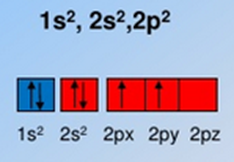 1s², 2s²,2p²
1s² 2s² 2px 2py 2pz